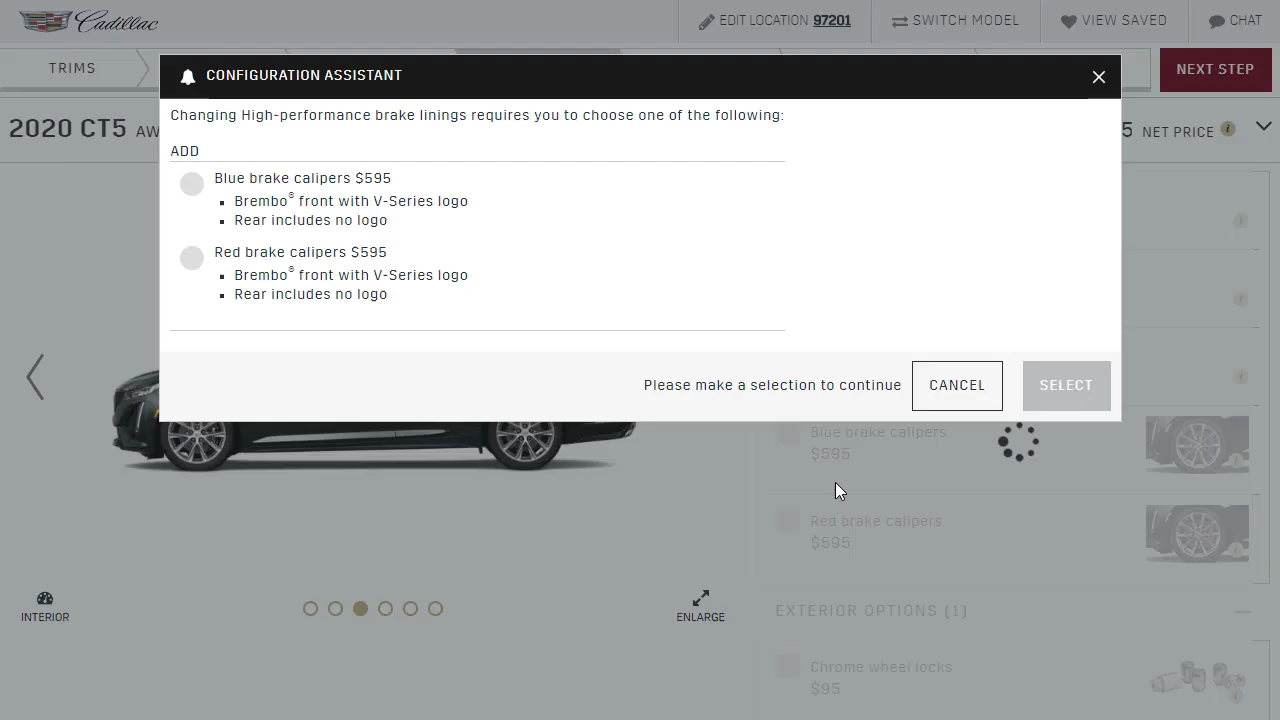 Cadillac
EDIT LOCATION 97201
SWITCH MODEL
VIEW SAVED
CHAT
TRIMS
NEXT STEP
CONFIGURATION ASSISTANT
2020 CT5 AW
5 NET PRICE
Changing High-performance brake linings requires you to choose one of the following:
ADD
Blue brake calipers $595
Brembo® front with V-Series logo
Rear includes no logo
Red brake calipers $595
Brembo® front with V-Series logo
Rear includes no logo
Please make a selection to continue
CANCEL
SELECT
Blue brake calipers
$595
Red brake calipers
$595
INTERIOR
ENLARGE
EXTERIOR OPTIONS (1)
Chrome wheel locks
$95